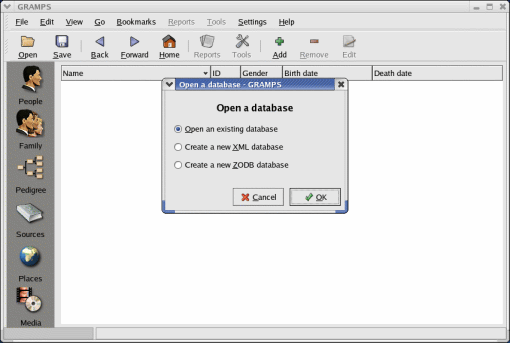 GRAMPS
File Edit View Go Bookmarks Reports Tools Settings Help
Open Save Back Forward Home Reports Tools Add Remove Edit
Name ID Gender Birth date Death date
People
Family
Pedigree
Sources
Places
Media
Open a database - GRAMPS
Open a database
Open an existing database
Create a new XML database
Create a new ZODB database
Cancel OK